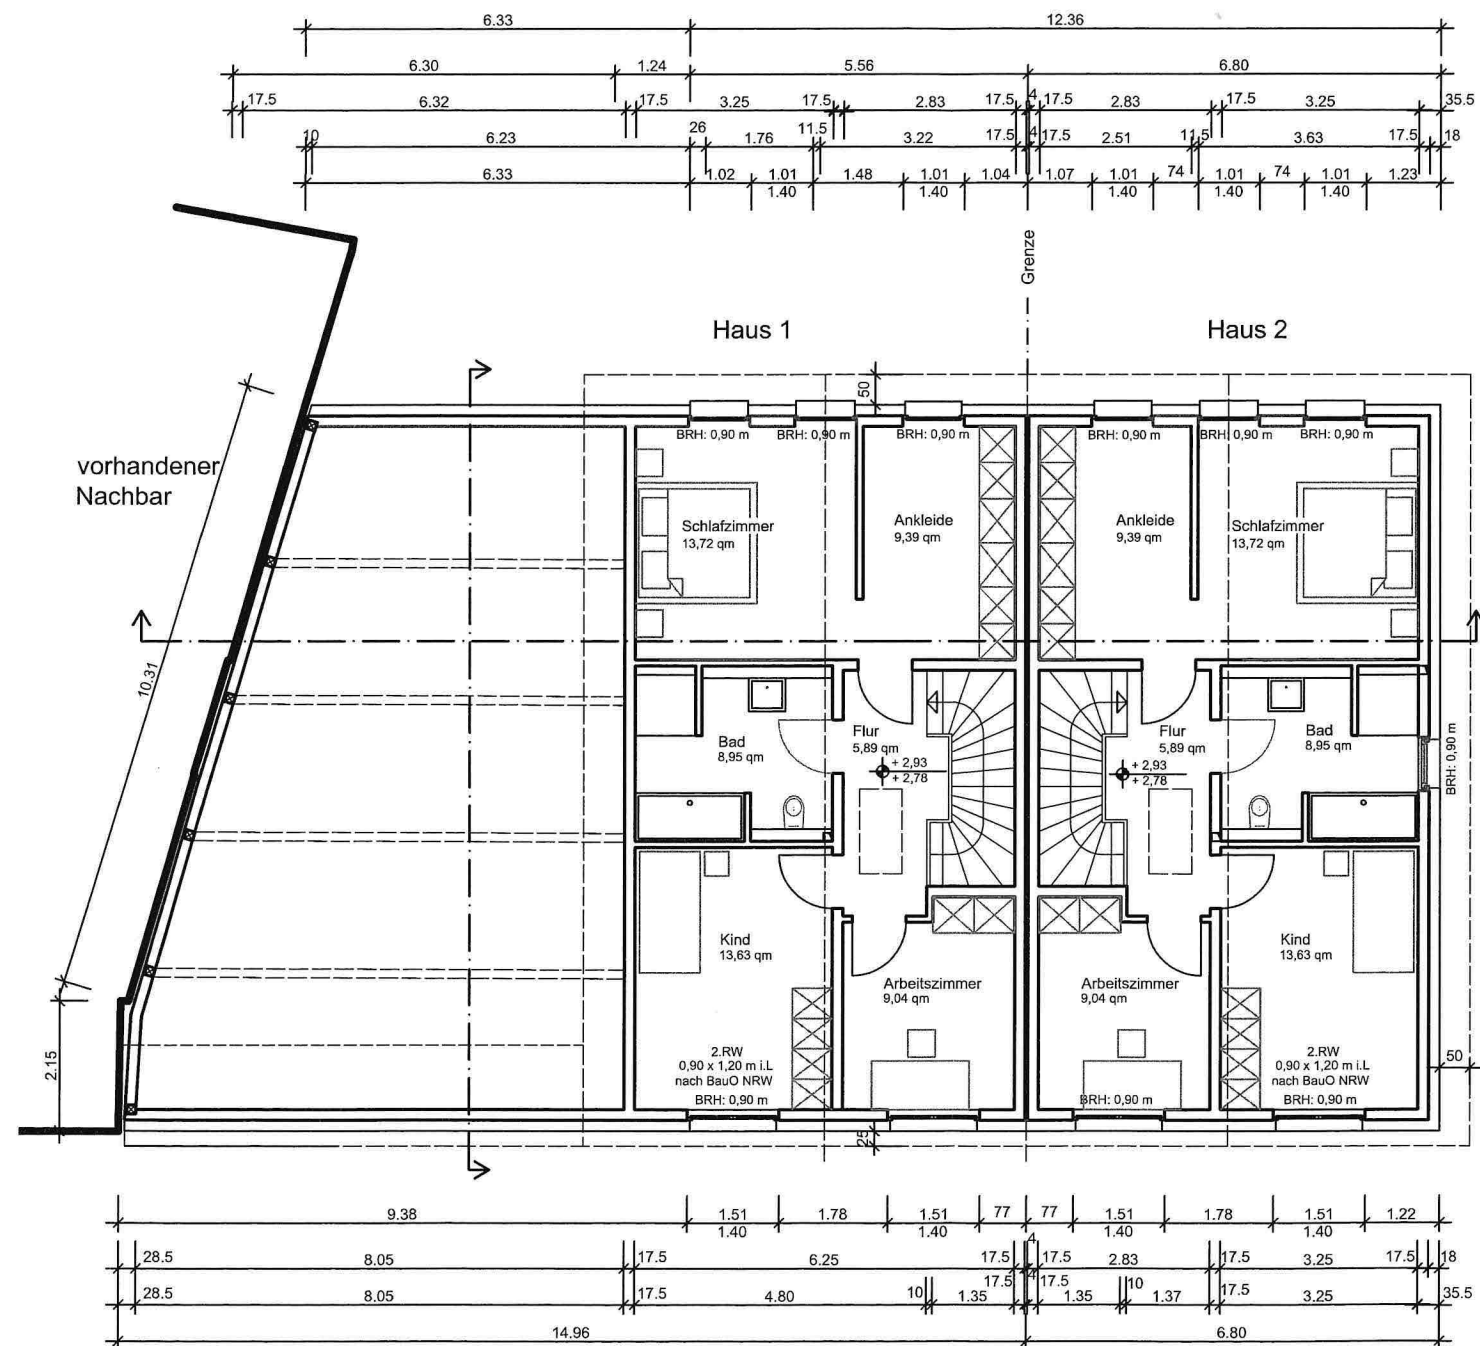 6.33 12.36
6.30 1.24 5.56 6.80
17.5 6.32 17.5 3.25 17.5 2.83 17.5 4 17.5 2.83 17.5 3.25 35.5
10 6.23 26 1.76 11.5 3.22 17.5 4 17.5 2.51 11.5 3.63 17.5 18
6.33 1.02 1.01 1.48 1.01 1.04 1.07 1.01 74 1.01 74 1.01 1.23
1.40 1.40 1.40 1.40 1.40
Grenze
Haus 1 Haus 2
50
BRH: 0,90 m BRH: 0,90 m BRH: 0,90 m BRH: 0,90 m BRH: 0,90 m BRH: 0,90 m
vorhandener
Nachbar
Schlafzimmer Ankleide Ankleide Schlafzimmer
13,72 qm 9,39 qm 9,39 qm 13,72 qm
10.31
Bad Flur Flur Bad
8,95 qm 5,89 qm 5,89 qm 8,95 qm
+ 2,93 + 2,93
+ 2,78 + 2,78
BRH: 0,90 m
Kind Kind
13,63 qm 13,63 qm
Arbeitszimmer Arbeitszimmer
9,04 qm 9,04 qm
2.15
50
2.RW 2.RW
0,90 x 1,20 m i.L 0,90 x 1,20 m i.L
nach BauO NRW nach BauO NRW
BRH: 0,90 m BRH: 0,90 m BRH: 0,90 m
25
9.38 1.51 1.78 1.51 77 77 1.51 1.78 1.51 1.22
1.40 1.40 1.40 1.40
28.5 8.05 17.5 6.25 17.5 4 17.5 2.83 17.5 3.25 17.5 18
28.5 8.05 17.5 4.80 10 1.35 17.5 4 17.5 1.35 10 1.37 17.5 3.25 35.5
14.96 6.80